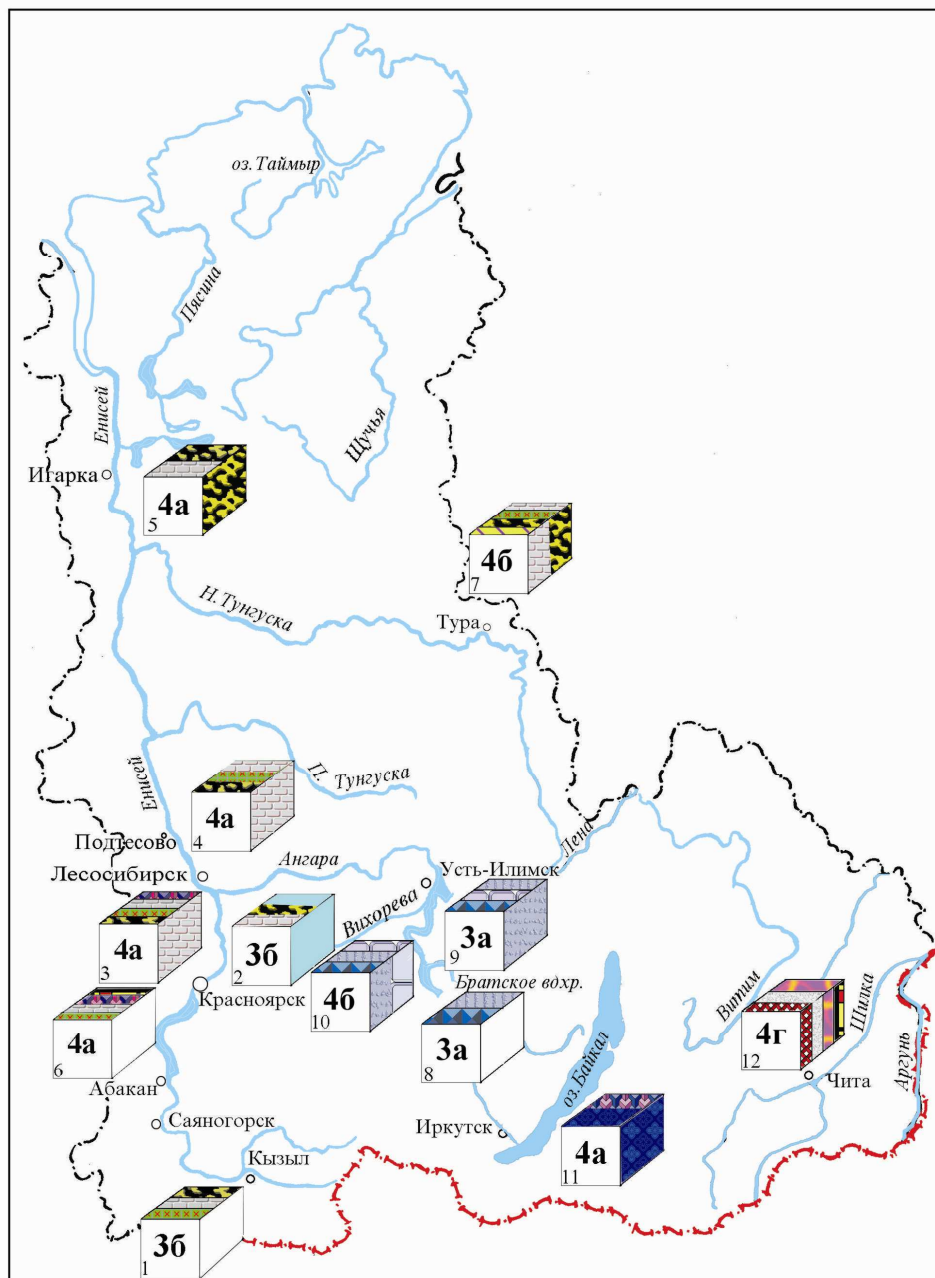 оз. Таймыр
Пясина
Енисей
Щучья
Игарка
4а
5
4б
7
Н. Тунгуска
Тура
Енисей
П. Тунгуска
4а
4
Подтесово
Ангара
Лена
Лесосибирск
Усть-Илимск
Вихорева
4а
3
3б
2
3а
9
Красноярск
4б
10
Братское вдхр.
Витим
Шилка
4а
6
3а
8
оз. Байкал
4г
12
Аргунь
Абакан
Чита
Саяногорск
Иркутск
4а
11
Кызыл
3б
1